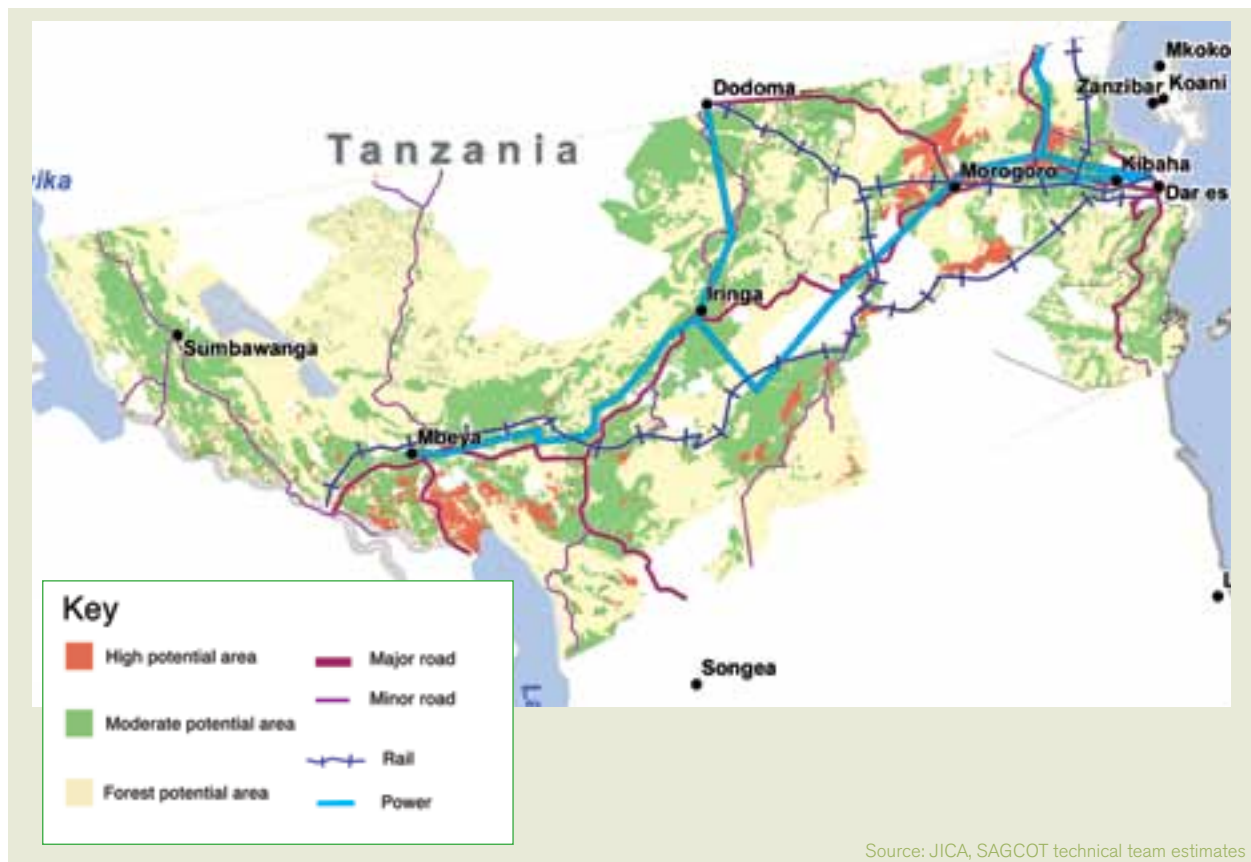 Mkoko
Dodoma
Zanzibar
Koani
Tanzania
ika
Morogoro
Kibaha
Dar es
Iringa
Sumbawanga
Mbeya
Songea
Key
High potential area
Moderate potential area
Forest potential area
Major road
Minor road
Rail
Power
Source: JICA, SAGCOT technical team estimates